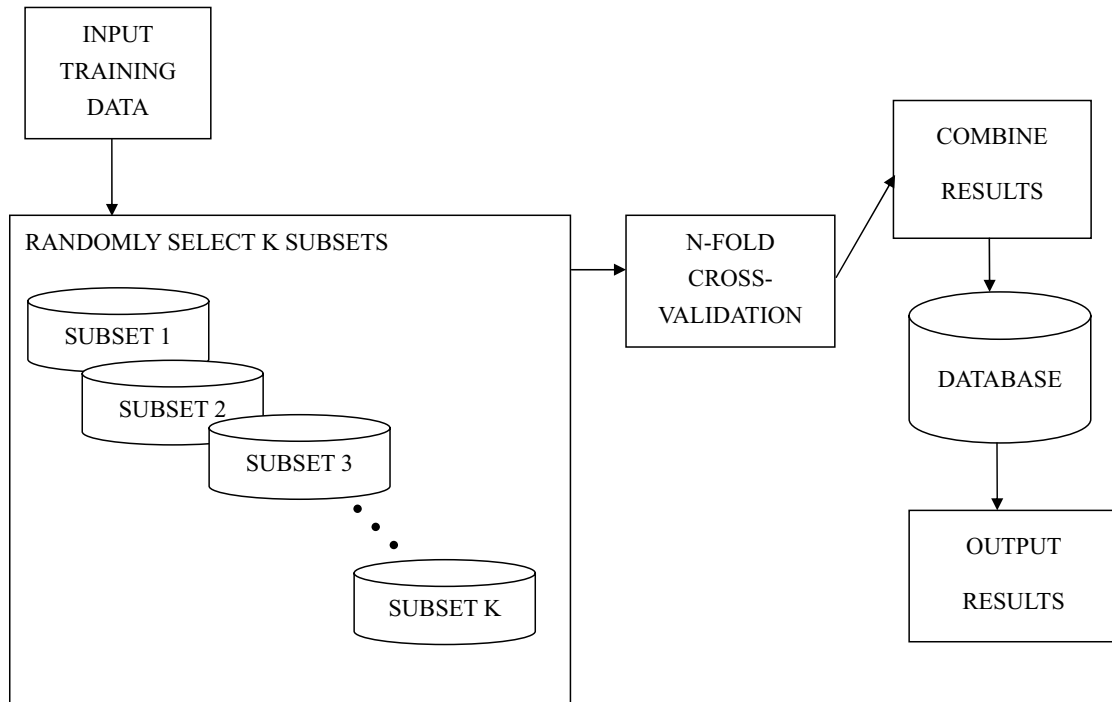 INPUT
TRAINING
DATA
RANDOMLY SELECT K SUBSETS
SUBSET 1
SUBSET 2
SUBSET 3
SUBSET K
N-FOLD
CROSS-
VALIDATION
COMBINE
RESULTS
DATABASE
OUTPUT
RESULTS